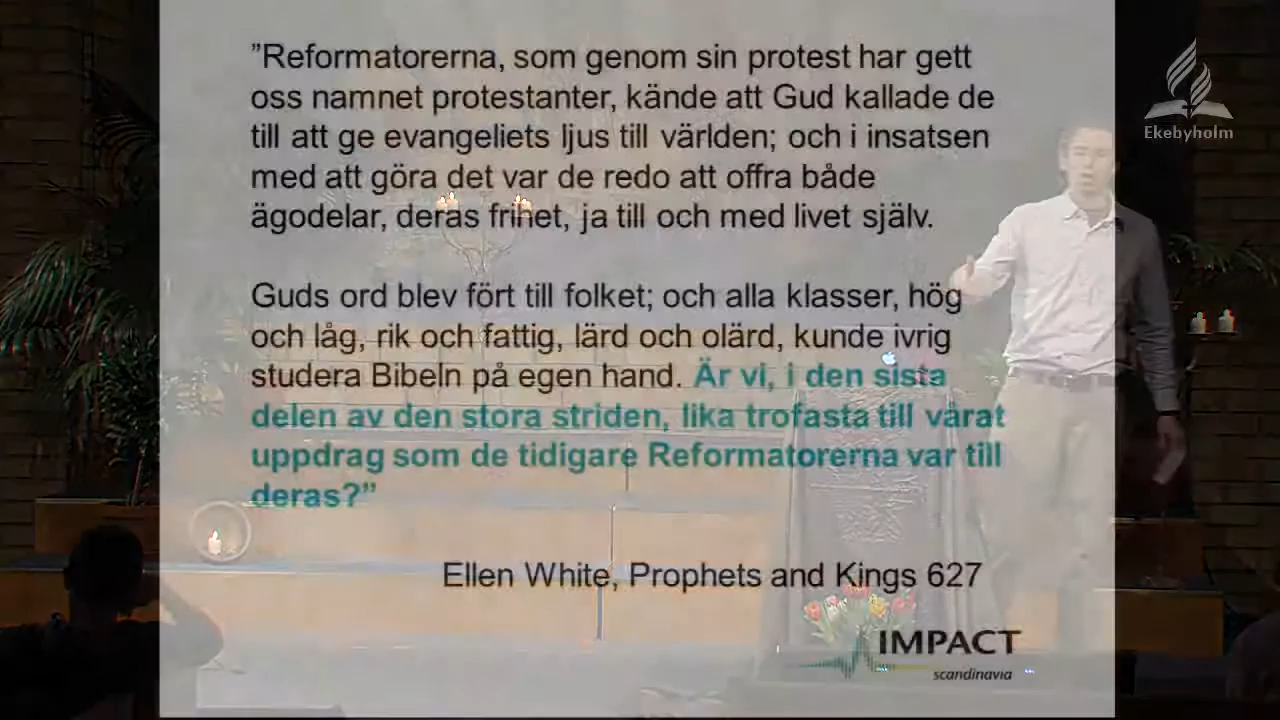 ”Reformatorerna, som genom sin protest har gett
oss namnet protestanter, kände att Gud kallade de
till att ge evangeliets ljus till världen; och i insatsen
med att göra det var de redo att offra både
ägodelar, deras frihet, ja till och med livet själv.
Guds ord blev fört till folket; och alla klasser, hög
och låg, rik och fattig, lärd och olärd, kunde ivrig
studera Bibeln på egen hand. Är vi, i den sista
delen av den stora striden, lika trofasta till vårat
uppdrag som de tidigare Reformatorerna var till
deras?”
Ellen White, Prophets and Kings 627
IMPACT
scandinavia
Ekebyholm